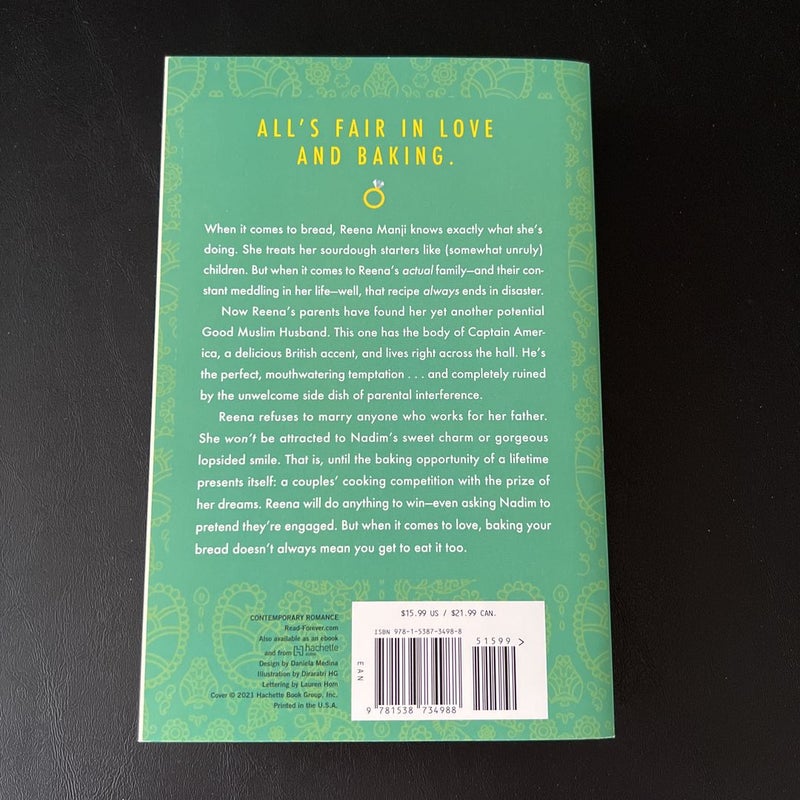 ALL'S FAIR IN LOVE
AND BAKING.
When it comes to bread, Reena Manji knows exactly what she's
doing. She treats her sourdough starters like (somewhat unruly)
children. But when it comes to Reena's actual family—and their con-
stant meddling in her life—well, that recipe always ends in disaster.
Now Reena's parents have found her yet another potential
Good Muslim Husband. This one has the body of Captain Amer-
ica, a delicious British accent, and lives right across the hall. He's
the perfect, mouthwatering temptation . . . and completely ruined
by the unwelcome side dish of parental interference.
Reena refuses to marry anyone who works for her father.
She won't be attracted to Nadim's sweet charm or gorgeous
lopsided smile. That is, until the baking opportunity of a lifetime
presents itself: a couples' cooking competition with the prize of
her dreams. Reena will do anything to win—even asking Nadim to
pretend they're engaged. But when it comes to love, baking your
bread doesn't always mean you get to eat it too.
CONTEMPORARY ROMANCE
Read-Forever.com
Also available as an ebook
and from hachette
Design by Daniela Medina
Illustration by Diraratri HG
Lettering by Lauren Hom
Cover © 2021 Hachette Book Group, Inc.
Printed in the U.S.A.
$15.99 US / $21.99 CAN.
ISBN 978-1-5387-3498-8
51599 >
EAN
9 781538 734988